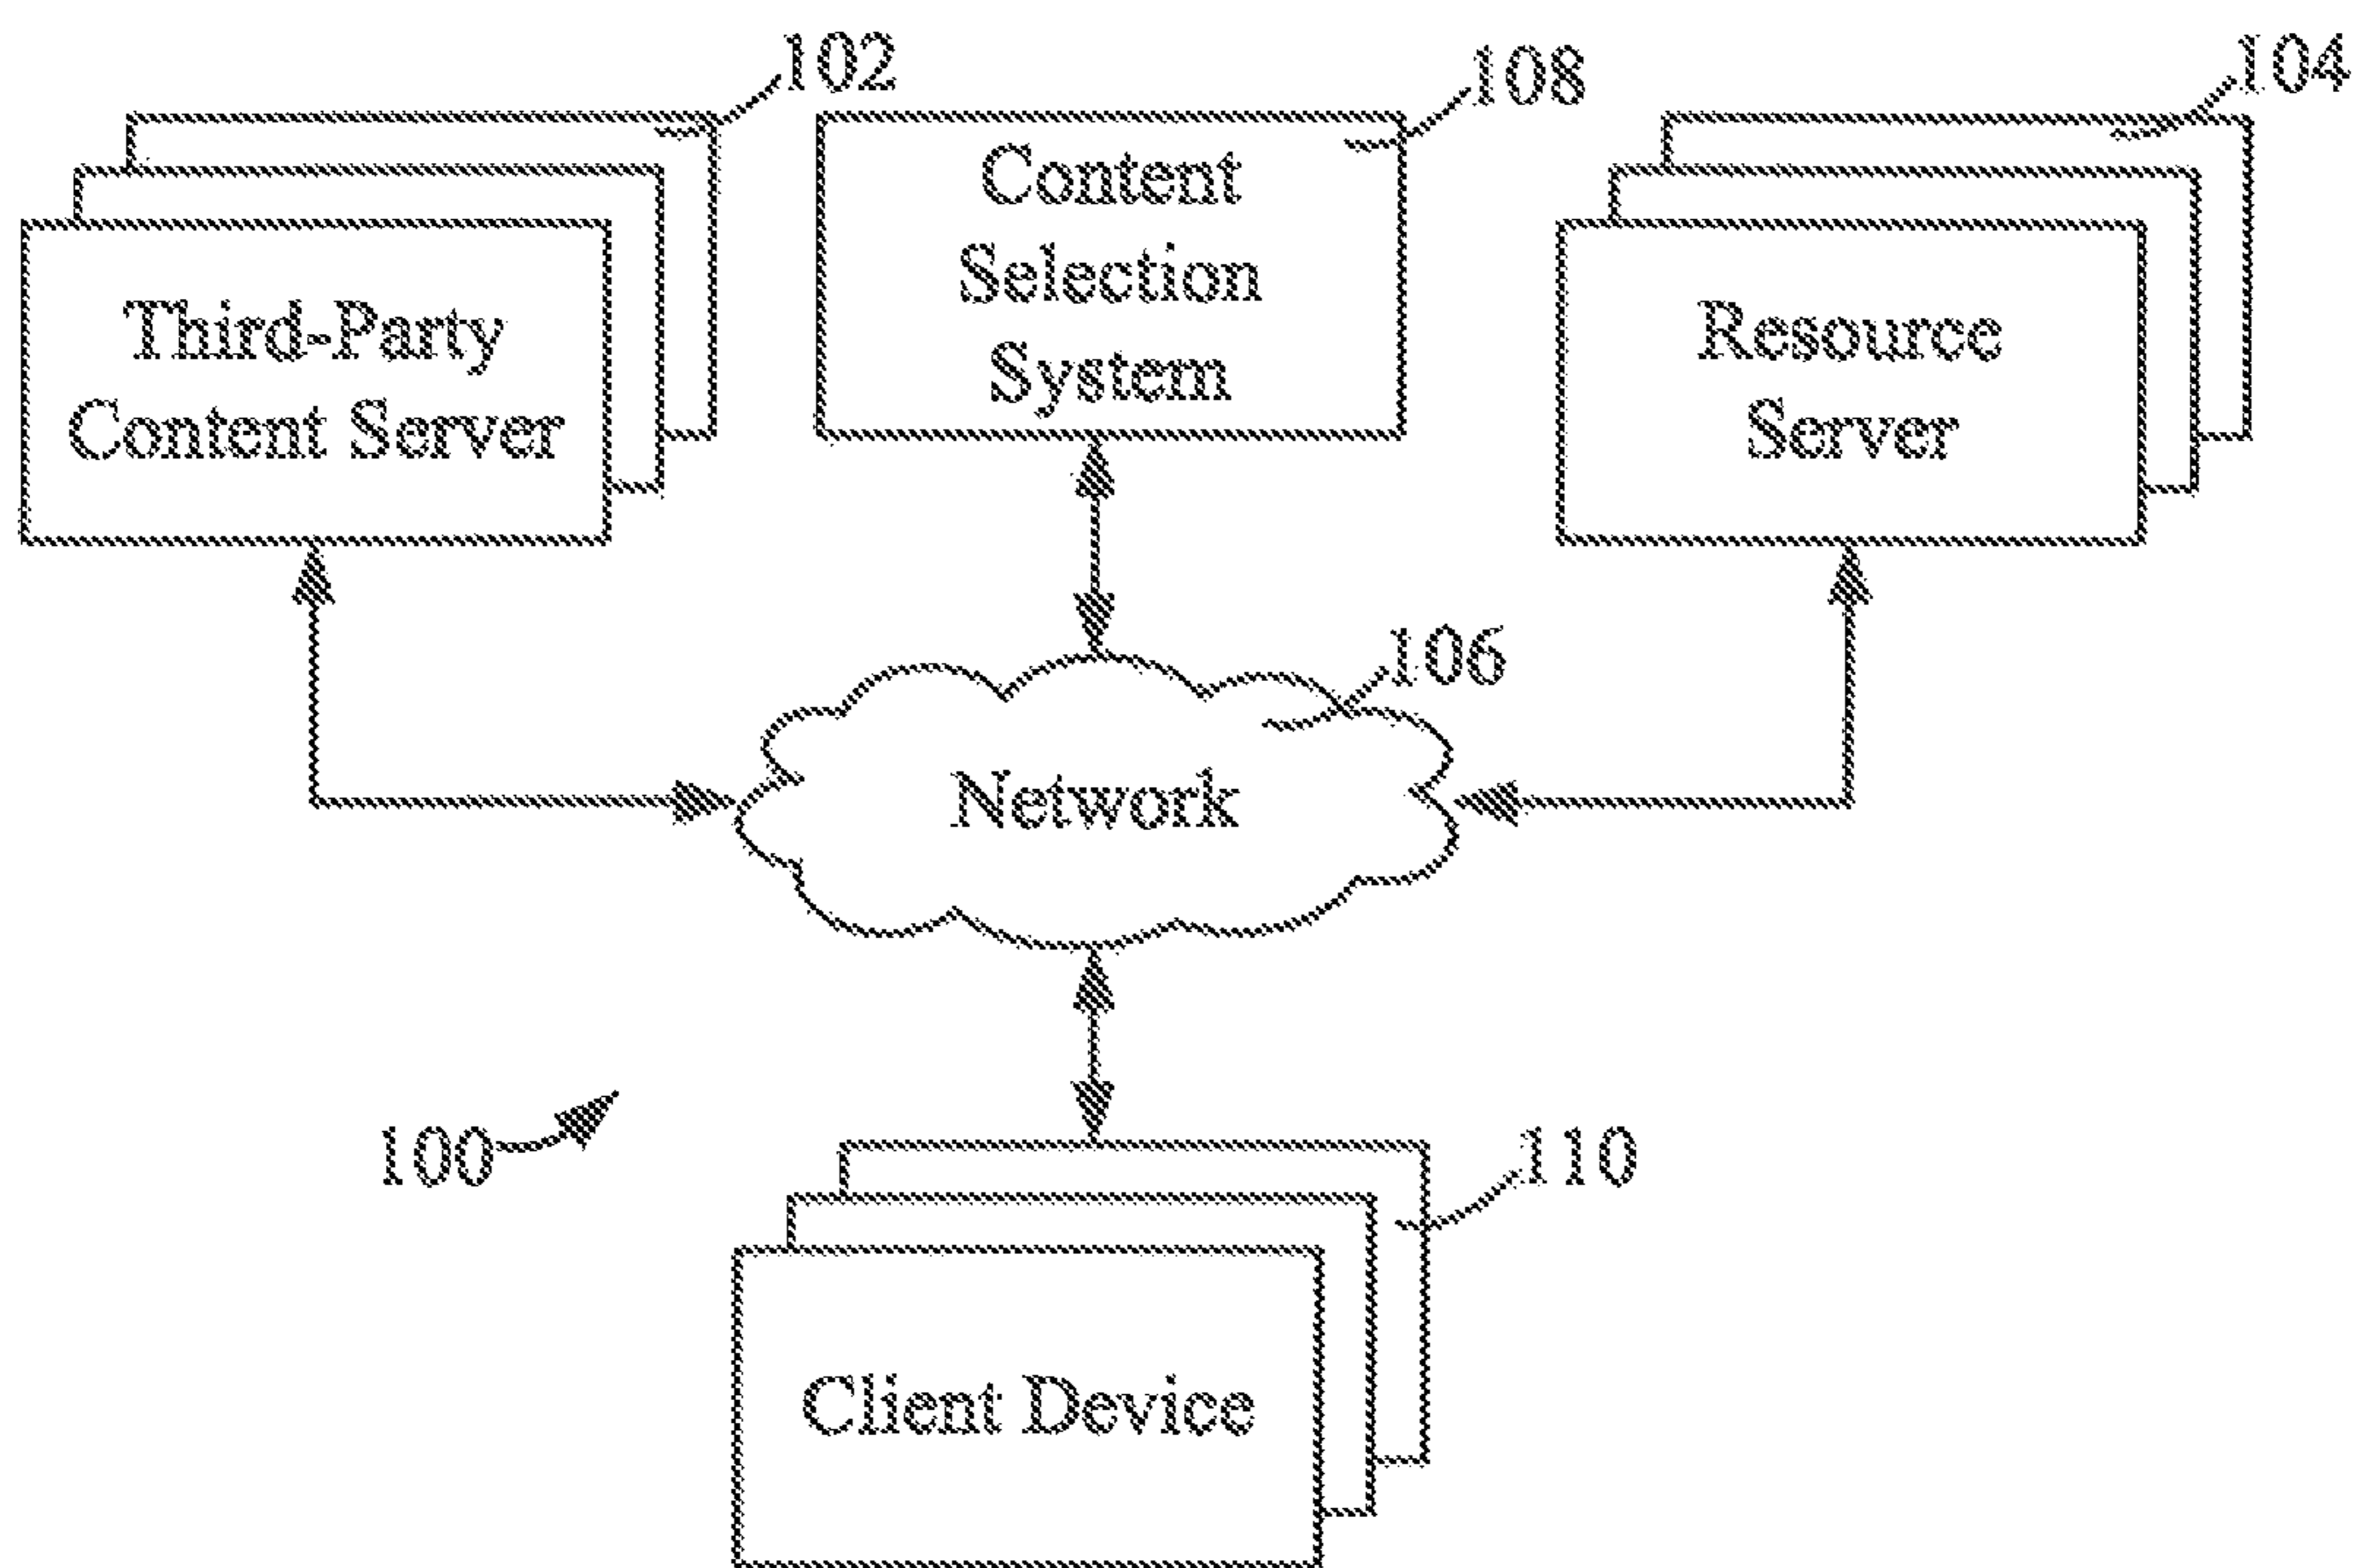 102
108
104
Third-Party
Content Server
Content
Selection
System
Resource
Server
106
Network
100
110
Client Device